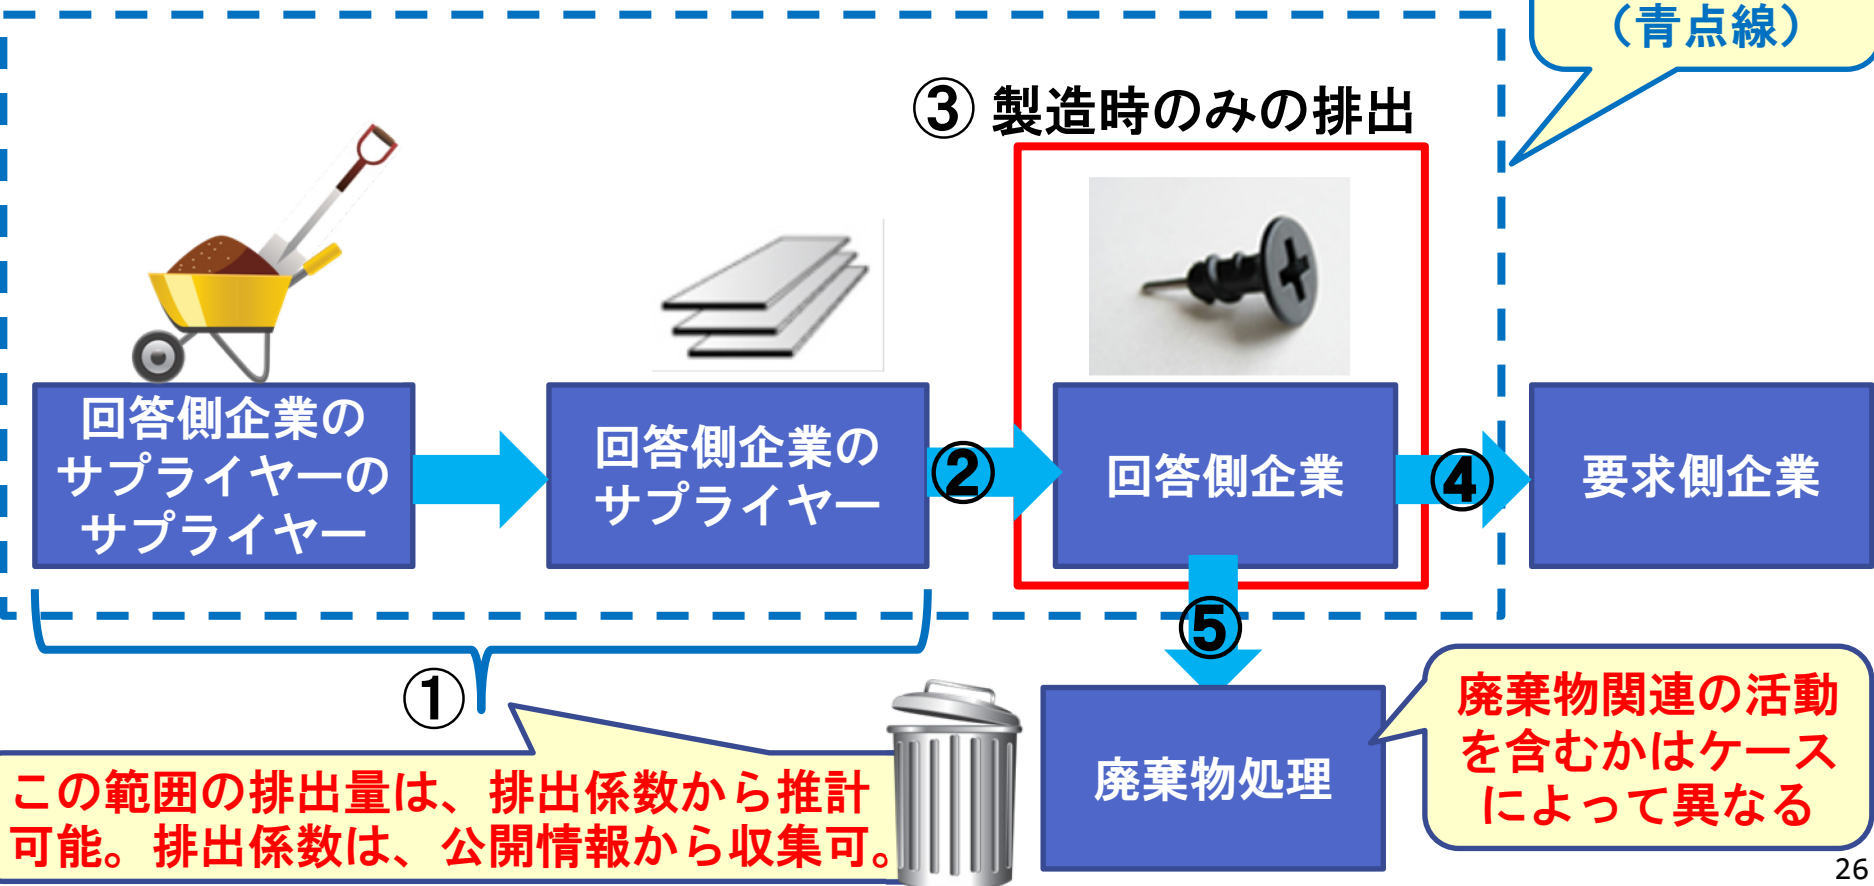 （青点線）
③ 製造時のみの排出
回答側企業の
サプライヤーの
サプライヤー
回答側企業の
サプライヤー
②
回答側企業
④
要求側企業
⑤
①
この範囲の排出量は、排出係数から推計
可能。排出係数は、公開情報から収集可。
廃棄物処理
廃棄物関連の活動
を含むかはケース
によって異なる
26